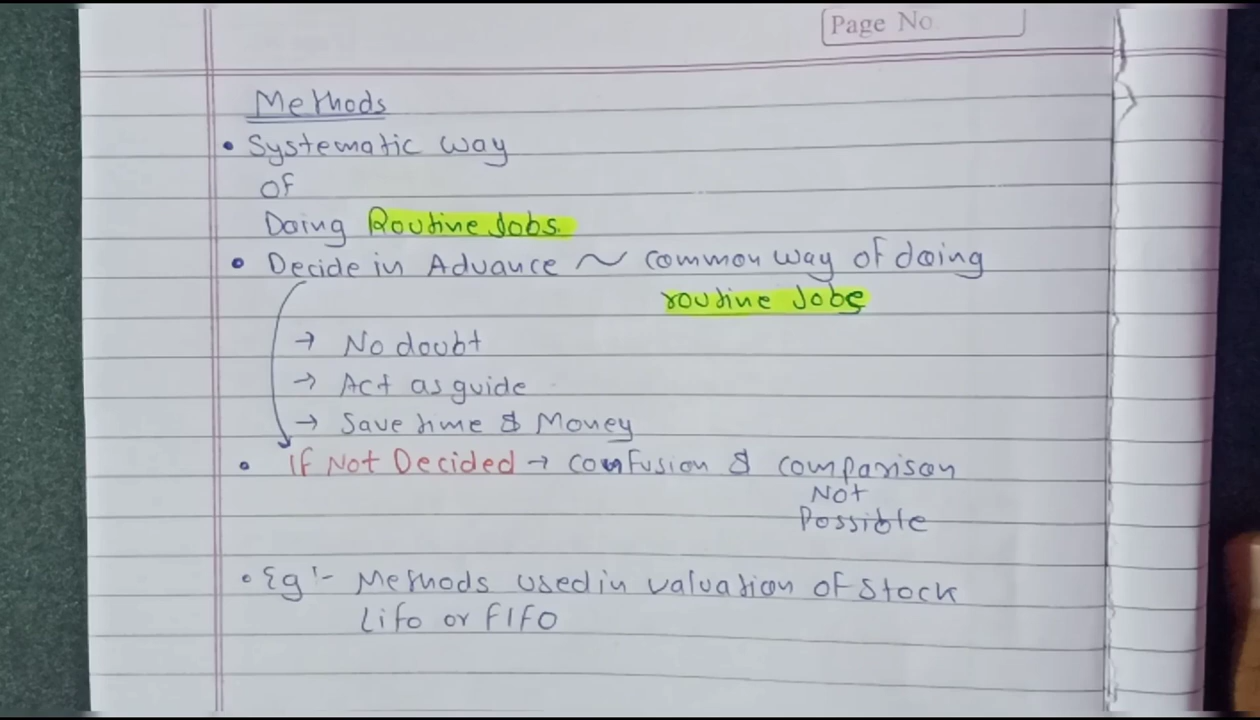 Page No
Methods
• Systematic way
of
Doing Routine Jobs.
• Decide in Advance ~ common way of doing
routine Jobs
→ No doubt
→ Act as guide
→ Save time & Money
• If Not Decided → confusion & comparison
Not
Possible
• Eg:- Methods used in valuation of Stock
Lifo or FIFO